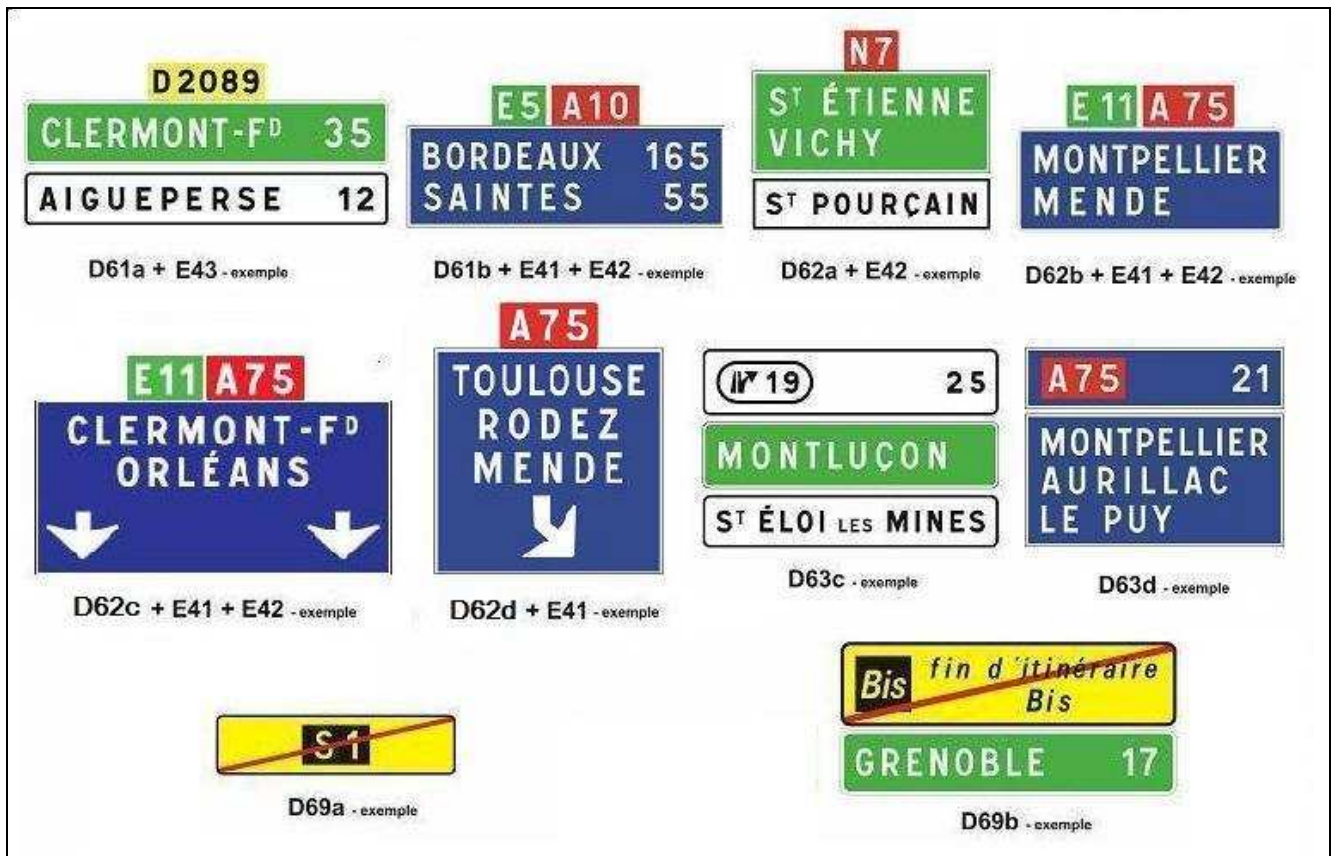 D2089
CLERMONT-Fᴰ 35
AIGUEPERSE 12
D61a + E43 - exemple
E5 A10
BORDEAUX 165
SAINTES 55
D61b + E41 + E42 - exemple
N7
Sᵀ ÉTIENNE
VICHY
Sᵀ POURÇAIN
D62a + E42 - exemple
E11 A75
MONTPELLIER
MENDE
D62b + E41 + E42 - exemple
E11 A75
CLERMONT-Fᴰ
ORLÉANS
D62c + E41 + E42 - exemple
A75
TOULOUSE
RODEZ
MENDE
D62d + E41 - exemple
19 25
MONTLUÇON
Sᵀ ÉLOI LES MINES
D63c - exemple
A75 21
MONTPELLIER
AURILLAC
LE PUY
D63d - exemple
S1
D69a - exemple
Bis fin d'itinéraire
Bis
GRENOBLE 17
D69b - exemple